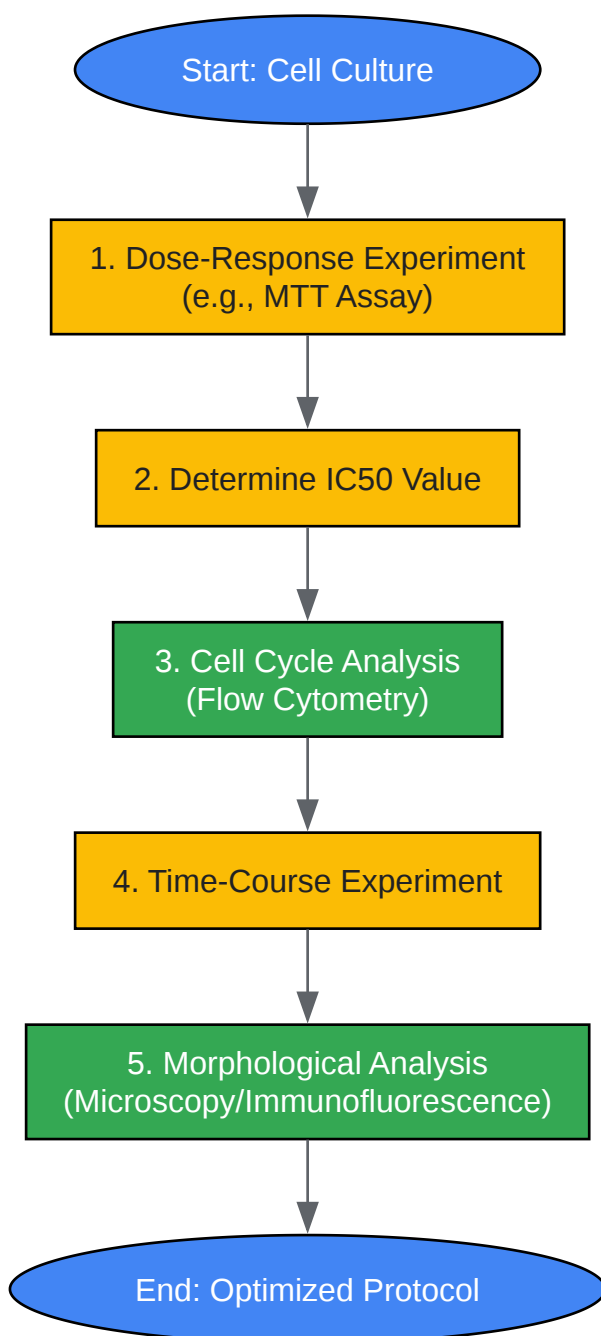 Start: Cell Culture
1. Dose-Response Experiment
(e.g., MTT Assay)
2. Determine IC50 Value
3. Cell Cycle Analysis
(Flow Cytometry)
4. Time-Course Experiment
5. Morphological Analysis
(Microscopy/Immunofluorescence)
End: Optimized Protocol